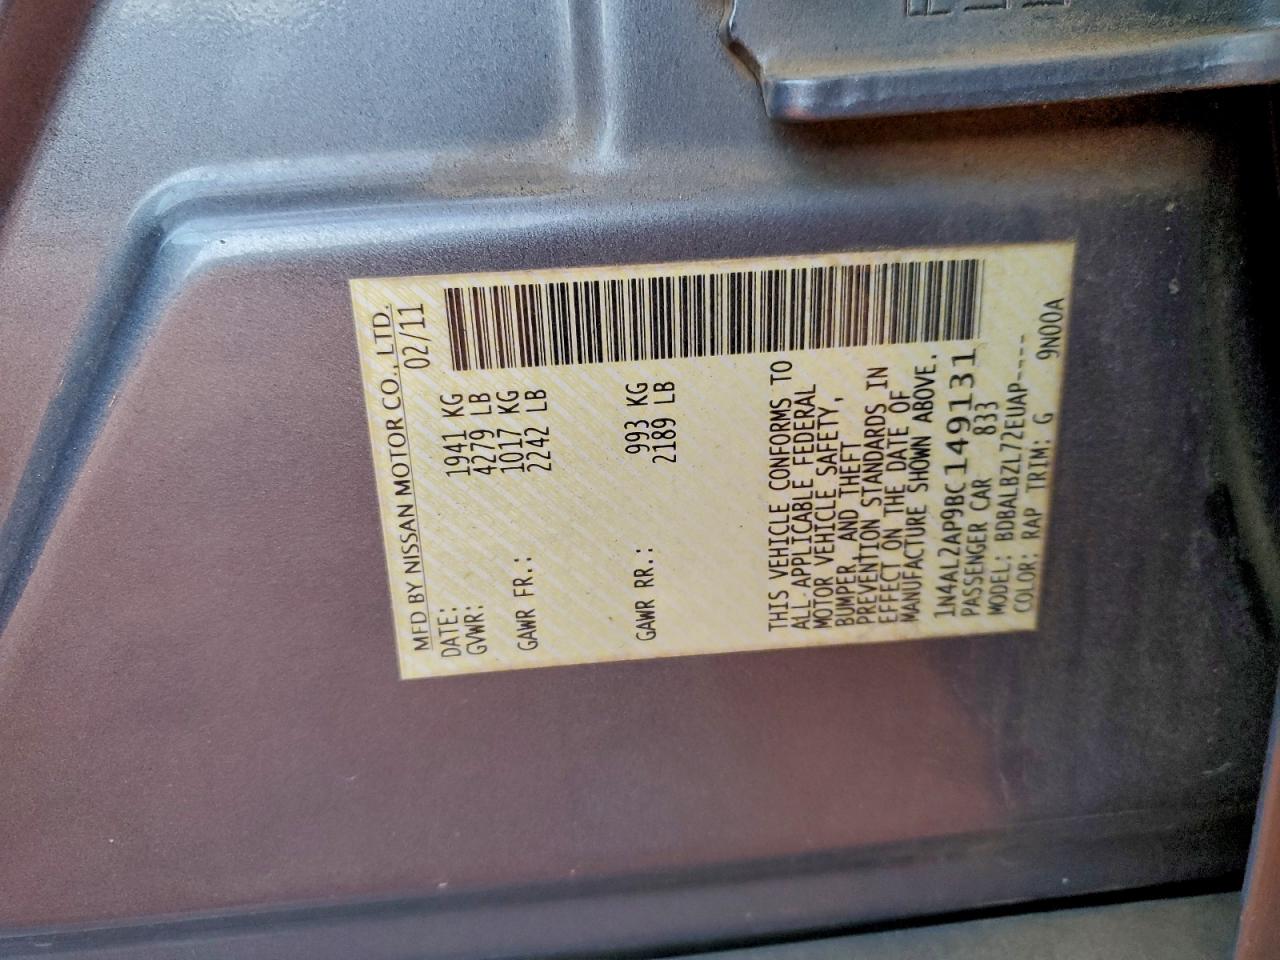 MFD BY NISSAN MOTOR CO., LTD.
DATE: 02/11
GVWR: 1941 KG
4279 LB
GAWR FR.: 1017 KG
2242 LB
GAWR RR.: 993 KG
2189 LB
THIS VEHICLE CONFORMS TO
ALL APPLICABLE FEDERAL
MOTOR VEHICLE SAFETY,
BUMPER, AND THEFT
PREVENTION STANDARDS IN
EFFECT ON THE DATE OF
MANUFACTURE SHOWN ABOVE.
1N4AL2AP9BC149131
PASSENGER CAR 833
MODEL: BDBALBZL72EUAP----
COLOR: RAP TRIM: G 9N00A